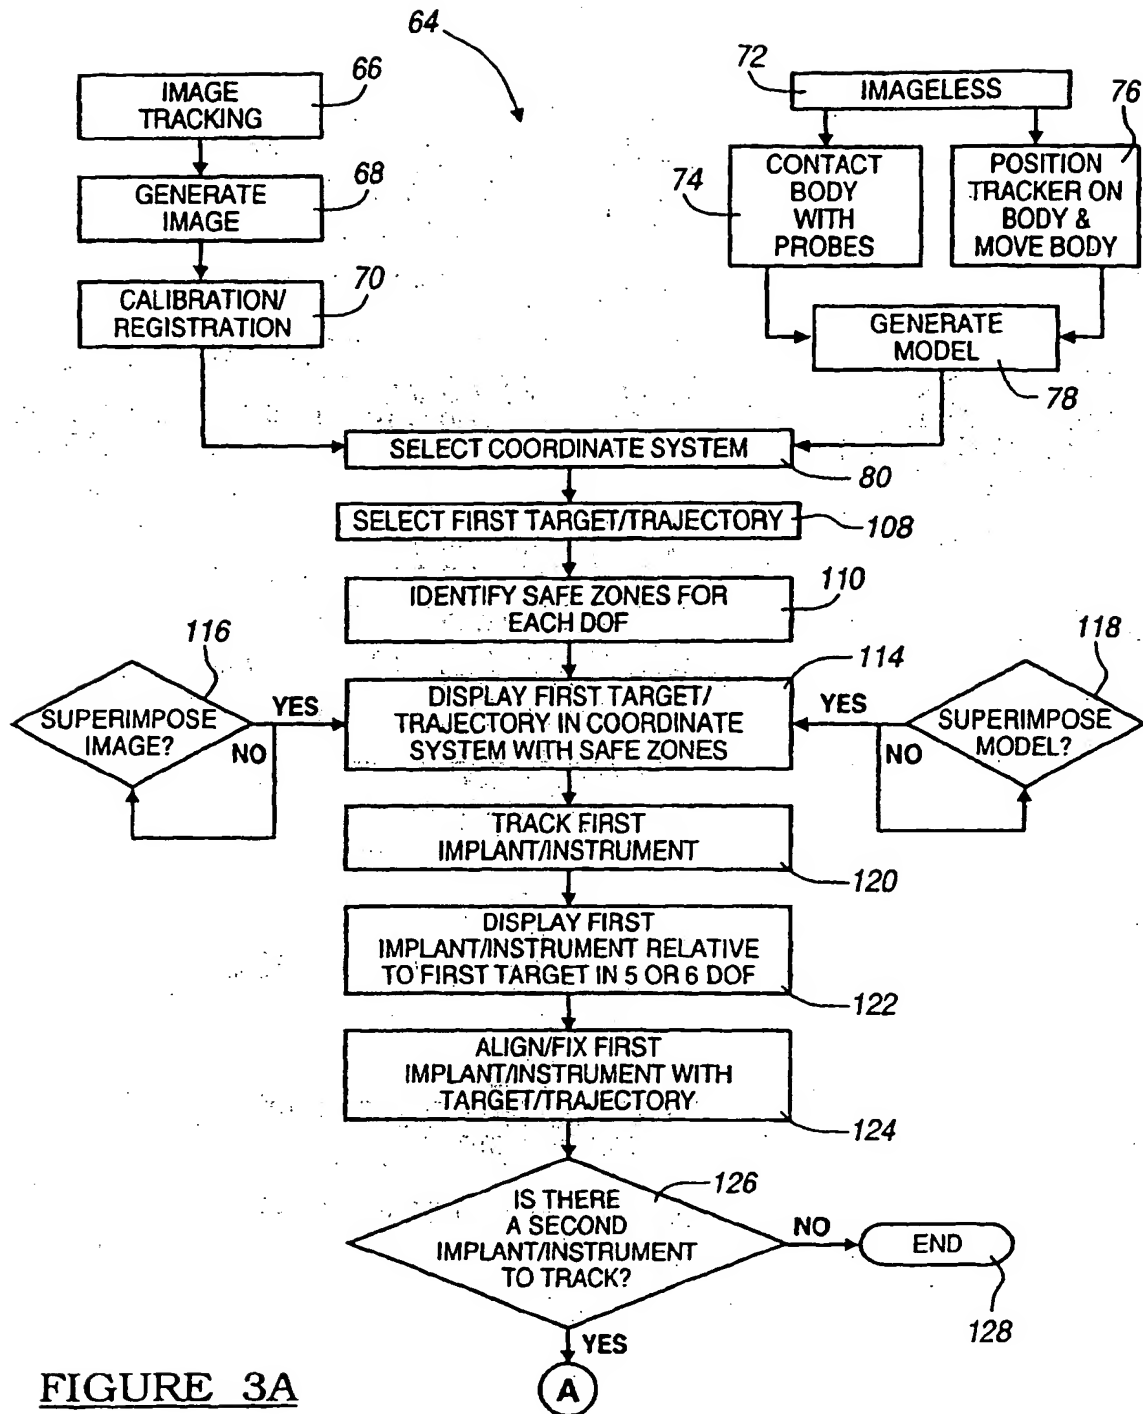 64
IMAGE
TRACKING
66
GENERATE
IMAGE
68
CALIBRATION/
REGISTRATION
70
72
IMAGELESS
76
74
CONTACT
BODY
WITH
PROBES
POSITION
TRACKER ON
BODY &
MOVE BODY
GENERATE
MODEL
78
SELECT COORDINATE SYSTEM
80
SELECT FIRST TARGET/TRAJECTORY
108
IDENTIFY SAFE ZONES FOR
EACH DOF
110
116
SUPERIMPOSE
IMAGE?
YES
NO
114
DISPLAY FIRST TARGET/
TRAJECTORY IN COORDINATE
SYSTEM WITH SAFE ZONES
118
YES
NO
SUPERIMPOSE
MODEL?
TRACK FIRST
IMPLANT/INSTRUMENT
120
DISPLAY FIRST
IMPLANT/INSTRUMENT RELATIVE
TO FIRST TARGET IN 5 OR 6 DOF
122
ALIGN/FIX FIRST
IMPLANT/INSTRUMENT WITH
TARGET/TRAJECTORY
124
126
IS THERE
A SECOND
IMPLANT/INSTRUMENT
TO TRACK?
NO
END
128
YES
A
FIGURE 3A